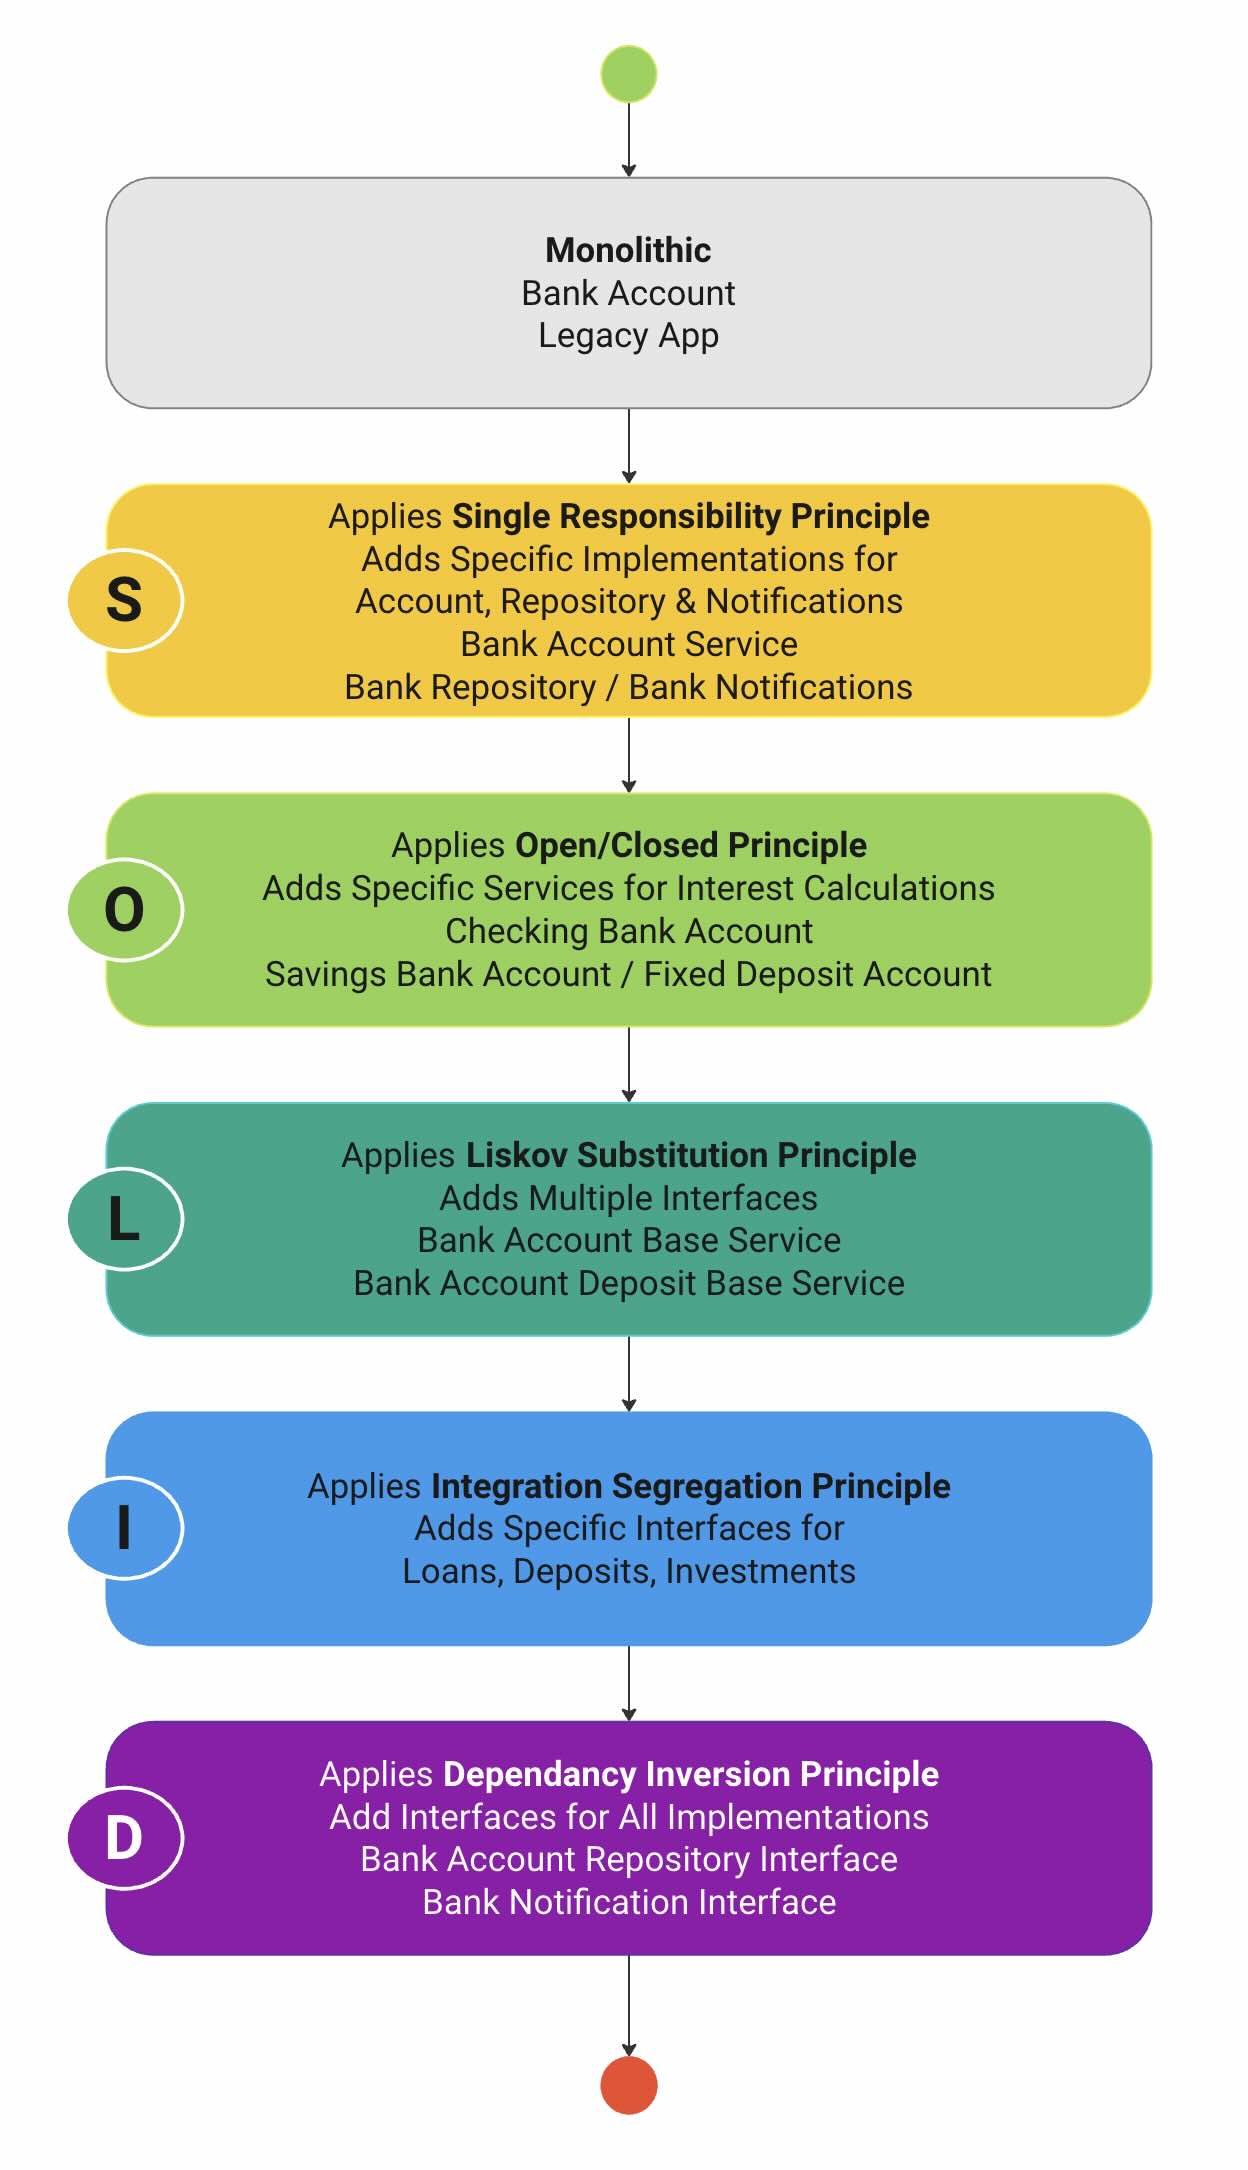 Monolithic
Bank Account
Legacy App
Applies Single Responsibility Principle
Adds Specific Implementations for
Account, Repository & Notifications
Bank Account Service
Bank Repository / Bank Notifications
S
Applies Open/Closed Principle
Adds Specific Services for Interest Calculations
Checking Bank Account
Savings Bank Account / Fixed Deposit Account
O
Applies Liskov Substitution Principle
Adds Multiple Interfaces
Bank Account Base Service
Bank Account Deposit Base Service
L
Applies Integration Segregation Principle
Adds Specific Interfaces for
Loans, Deposits, Investments
I
Applies Dependancy Inversion Principle
Add Interfaces for All Implementations
Bank Account Repository Interface
Bank Notification Interface
D